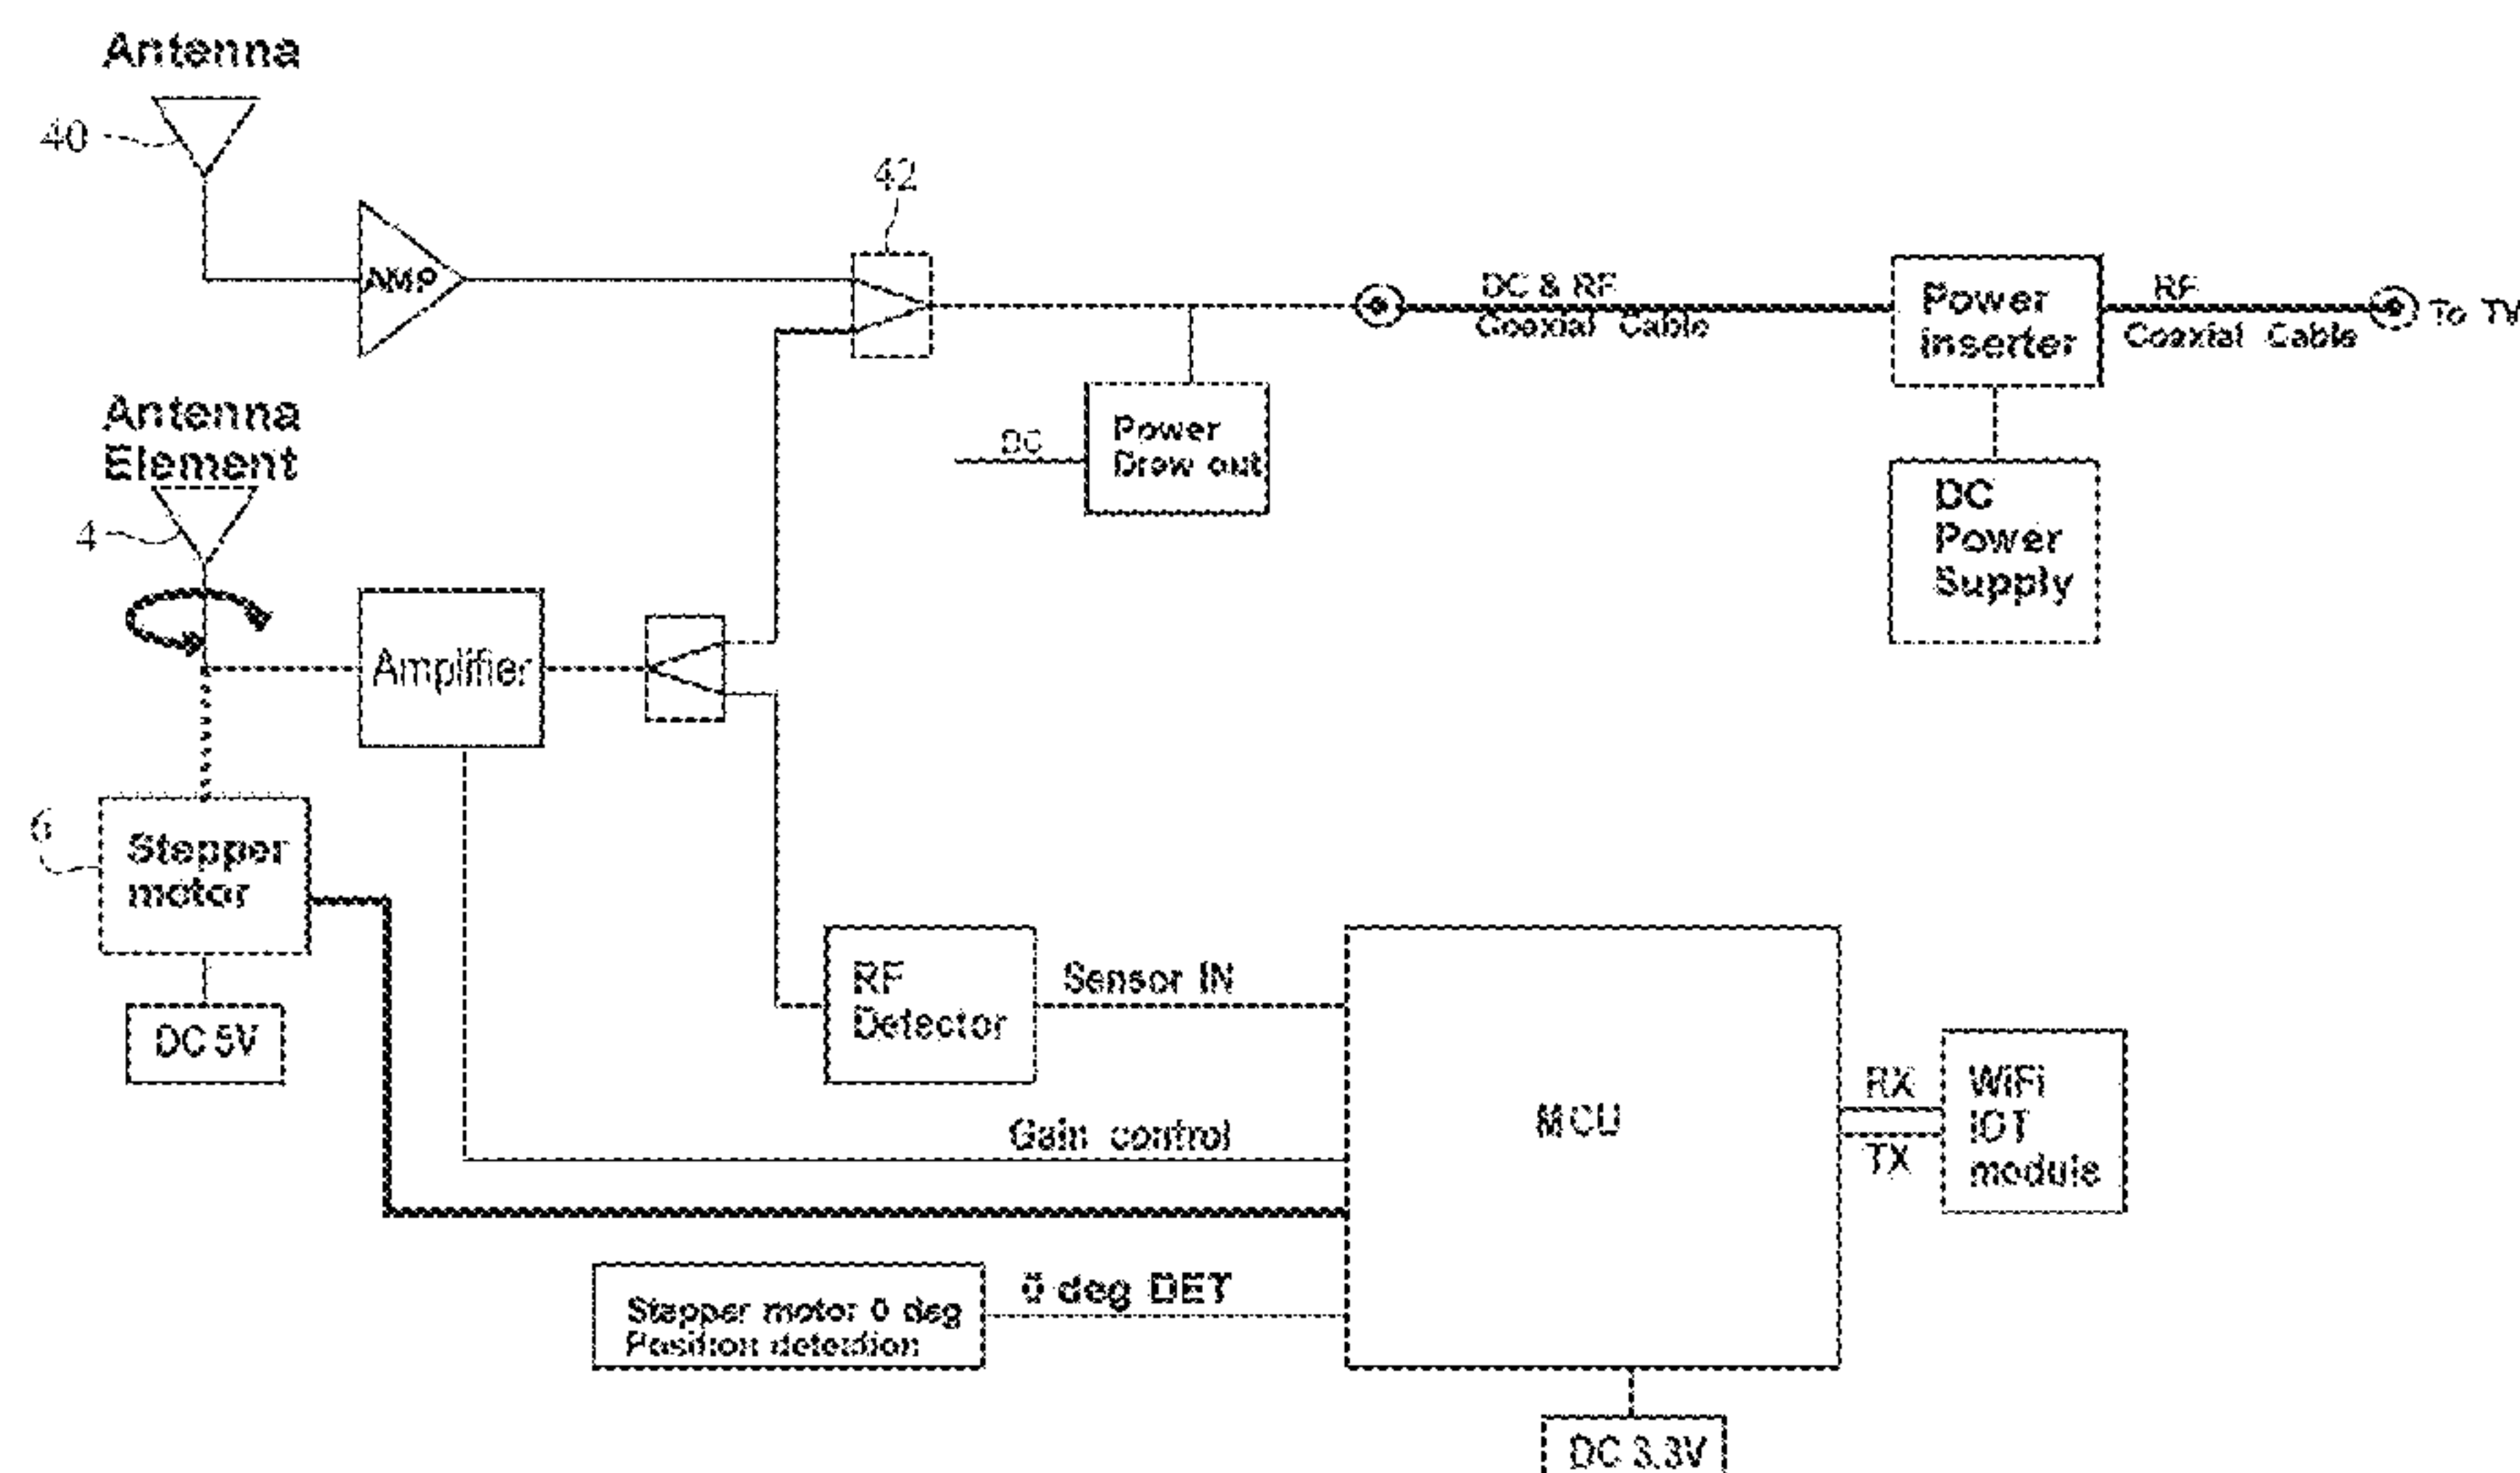 Antenna
40
42
AMP
DC & RF
Coaxial Cable
Power
inserter
RF
Coaxial Cable
To TV
Antenna
Element
DC
Power
Draw out
4
DC
Power
Supply
Amplifier
6
Stepper
motor
DC 5V
RF
Detector
Sensor IN
Gain control
MCU
RX
TX
WiFi
IOT
module
0 deg DET
Stepper motor 0 deg
Position detection
DC 3.3V